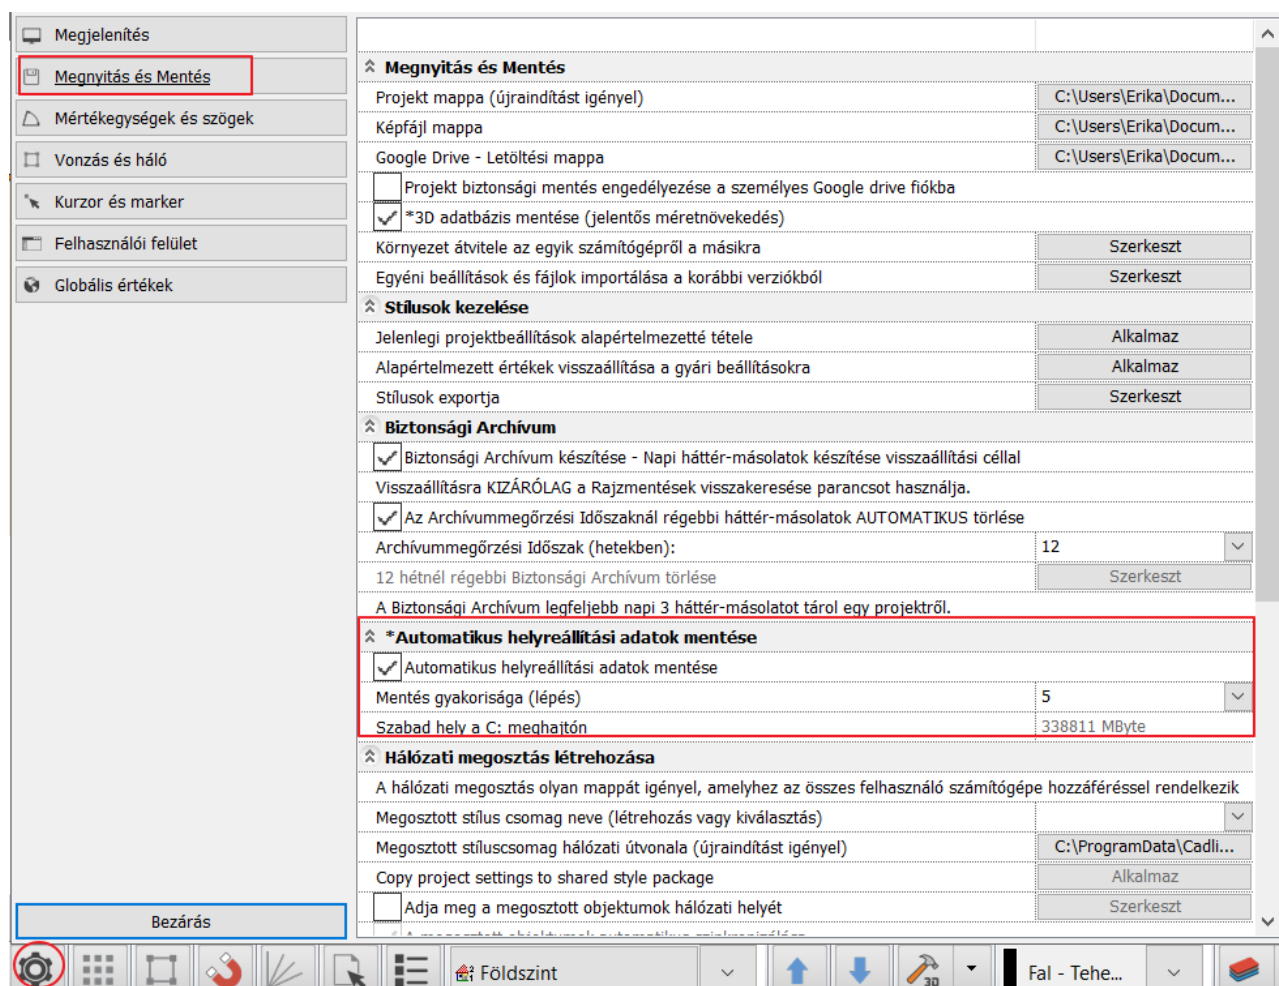 Megjelenítés
Megnyitás és Mentés
Mértékegységek és szögek
Vonzás és háló
Kurzor és marker
Felhasználói felület
Globális értékek
Bezárás
Megnyitás és Mentés
Projekt mappa (újraindítást igényel) C:\Users\Erika\Docum...
Képfájl mappa C:\Users\Erika\Docum...
Google Drive - Letöltési mappa C:\Users\Erika\Docum...
Projekt biztonsági mentés engedélyezése a személyes Google drive fiókba
*3D adatbázis mentése (jelentős méretnövekedés)
Környezet átvitele az egyik számítógépről a másikra Szerkeszt
Egyéni beállítások és fájlok importálása a korábbi verziókból Szerkeszt
Stílusok kezelése
Jelenlegi projektbeállítások alapértelmezetté tétele Alkalmaz
Alapértelmezett értékek visszaállítása a gyári beállításokra Alkalmaz
Stílusok exportja Szerkeszt
Biztonsági Archívum
Biztonsági Archívum készítése - Napi háttér-másolatok készítése visszaállítási céllal
Visszaállításra KIZÁRÓLAG a Rajzmentések visszakeresése parancsot használja.
Az Archívummegőrzési Időszaknál régebbi háttér-másolatok AUTOMATIKUS törlése
Archívummegőrzési Időszak (hetekben): 12
12 hétnél régebbi Biztonsági Archívum törlése Szerkeszt
A Biztonsági Archívum legfeljebb napi 3 háttér-másolatot tárol egy projektről.
*Automatikus helyreállítási adatok mentése
Automatikus helyreállítási adatok mentése
Mentés gyakorisága (lépés) 5
Szabad hely a C: meghajtón 338811 MByte
Hálózati megosztás létrehozása
A hálózati megosztás olyan mappát igényel, amelyhez az összes felhasználó számítógépe hozzáféréssel rendelkezik
Megosztott stílus csomag neve (létrehozás vagy kiválasztás)
Megosztott stíluscsomag hálózati útvonala (újraindítást igényel) C:\ProgramData\Cadli...
Copy project settings to shared style package Alkalmaz
Adja meg a megosztott objektumok hálózati helyét Szerkeszt
A megosztott objektumok automatikus szinkronizálása
Földszint
3D
Fal - Tehe...